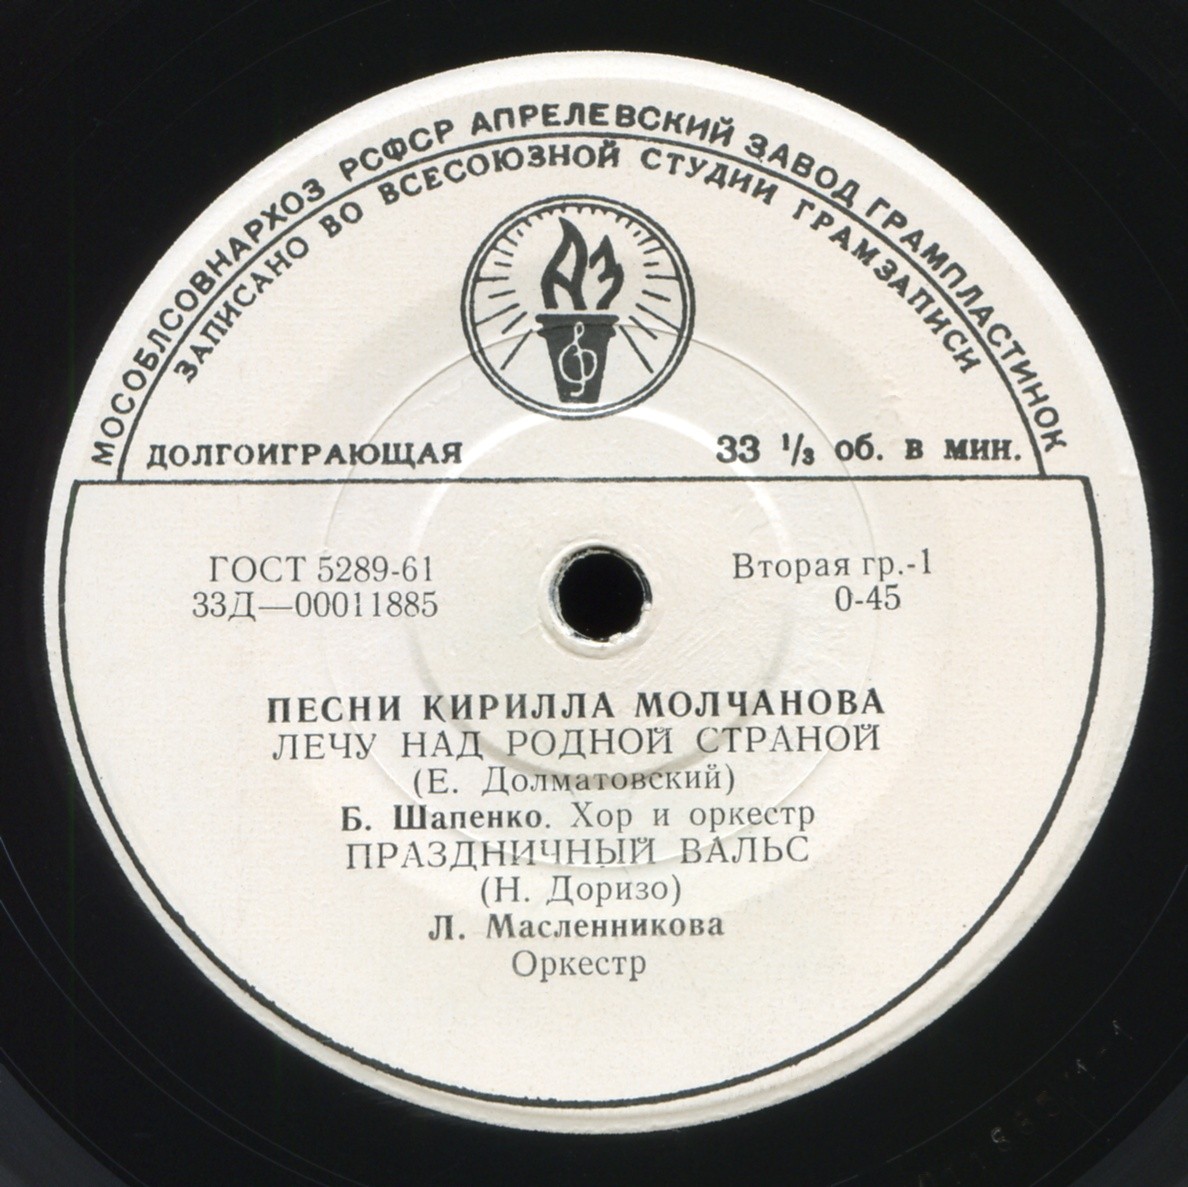 МОСОБЛСОВНАРХОЗ РСФСР АПРЕЛЕВСКИЙ ЗАВОД ГРАМПЛАСТИНОК
ЗАПИСАНО ВО ВСЕСОЮЗНОЙ СТУДИИ ГРАМЗАПИСИ
АЗ
ДОЛГОИГРАЮЩАЯ 33 1/3 об. в мин.
ГОСТ 5289-61 Вторая гр.-1
33Д—00011885 0-45
ПЕСНИ КИРИЛЛА МОЛЧАНОВА
ЛЕЧУ НАД РОДНОЙ СТРАНОЙ
(Е. Долматовский)
Б. Шапенко. Хор и оркестр
ПРАЗДНИЧНЫЙ ВАЛЬС
(Н. Доризо)
Л. Масленникова
Оркестр